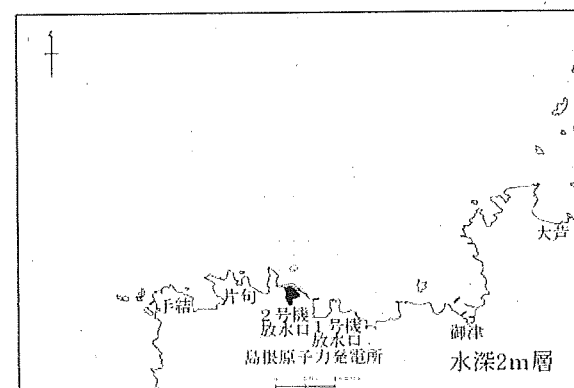 大芦
手結
片句
2号機
放水口
1号機
放水口
御津
島根原子力発電所
水深2m層